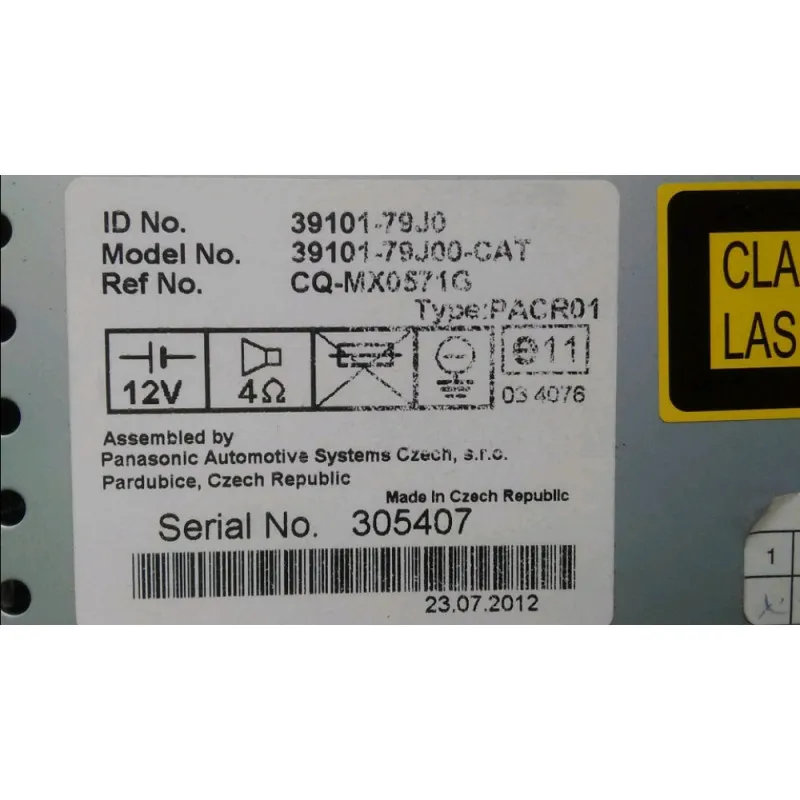 ID No. 39101-79J0
Model No. 39101-79J00-CAT
Ref No. CQ-MX0571G
Type:PACR01
12V 4Ω e11
03 4076
Assembled by
Panasonic Automotive Systems Czech, s.r.o.
Pardubice, Czech Republic
Made in Czech Republic
Serial No. 305407
23.07.2012
CLA
LAS
1